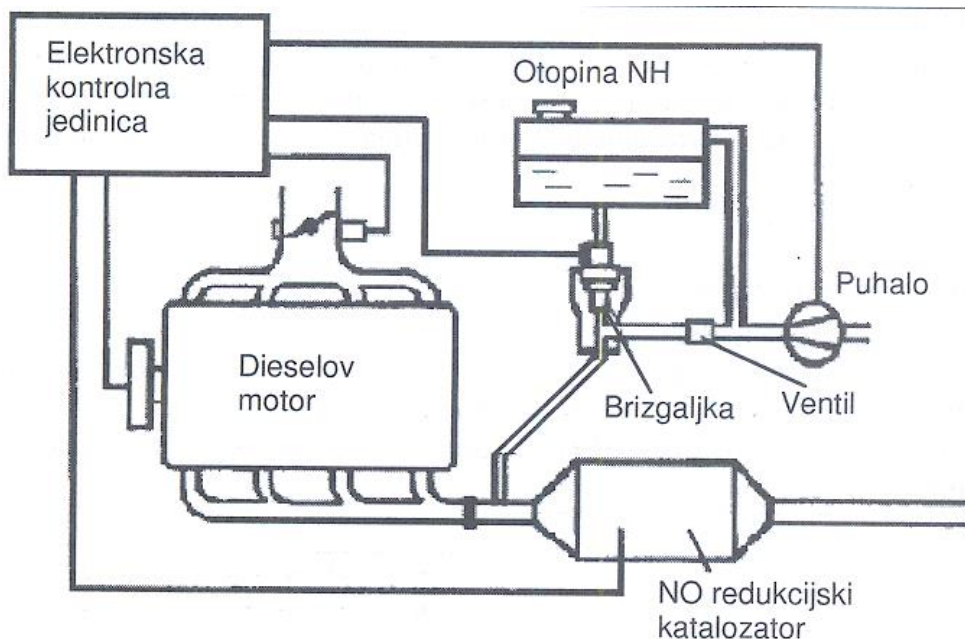 Elektronska
kontrolna
jedinica
Otopina NH
Puhalo
Dieselov
motor
Brizgaljka
Ventil
NO redukcijski
katalozator